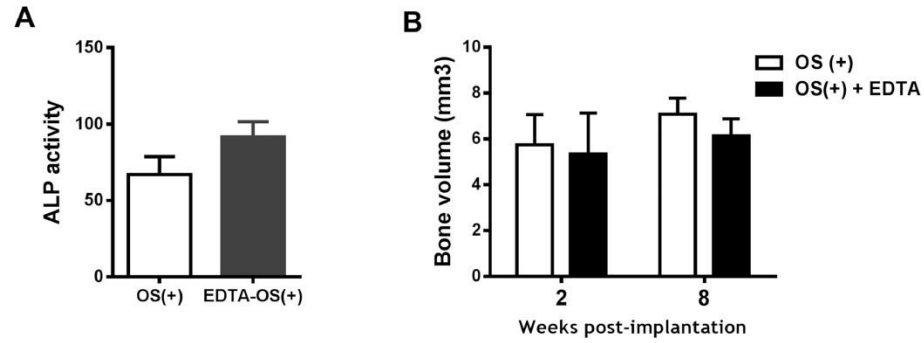 A
ALP activity
150
100
50
0
OS(+) EDTA-OS(+)
B
Bone volume (mm3)
10
8
6
4
2
0
2 8
Weeks post-implantation
OS (+)
OS(+) + EDTA